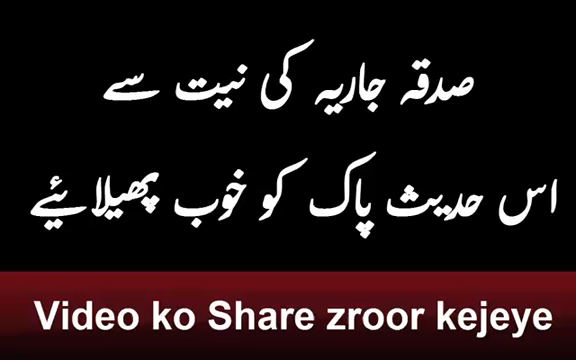 صدقہ جاریہ کی نیت سے
اس حدیث پاک کو خوب پھیلائیے
Video ko Share zroor kejeye